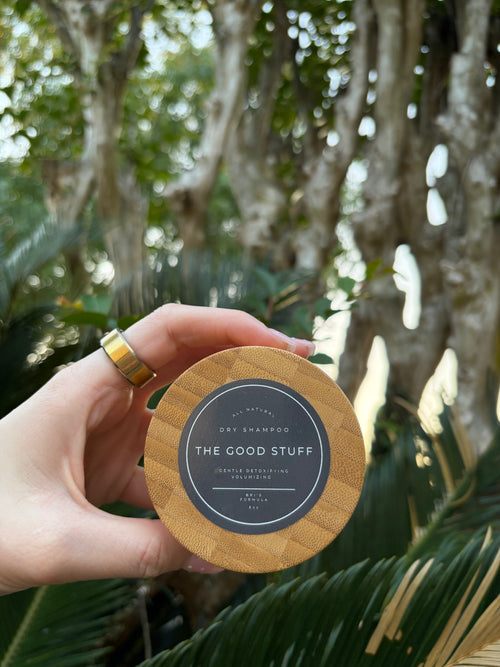 ALL NATURAL
DRY SHAMPOO
THE GOOD STUFF
GENTLE DETOXIFYING
VOLUMIZING
BRI'S
FORMULA
8oz